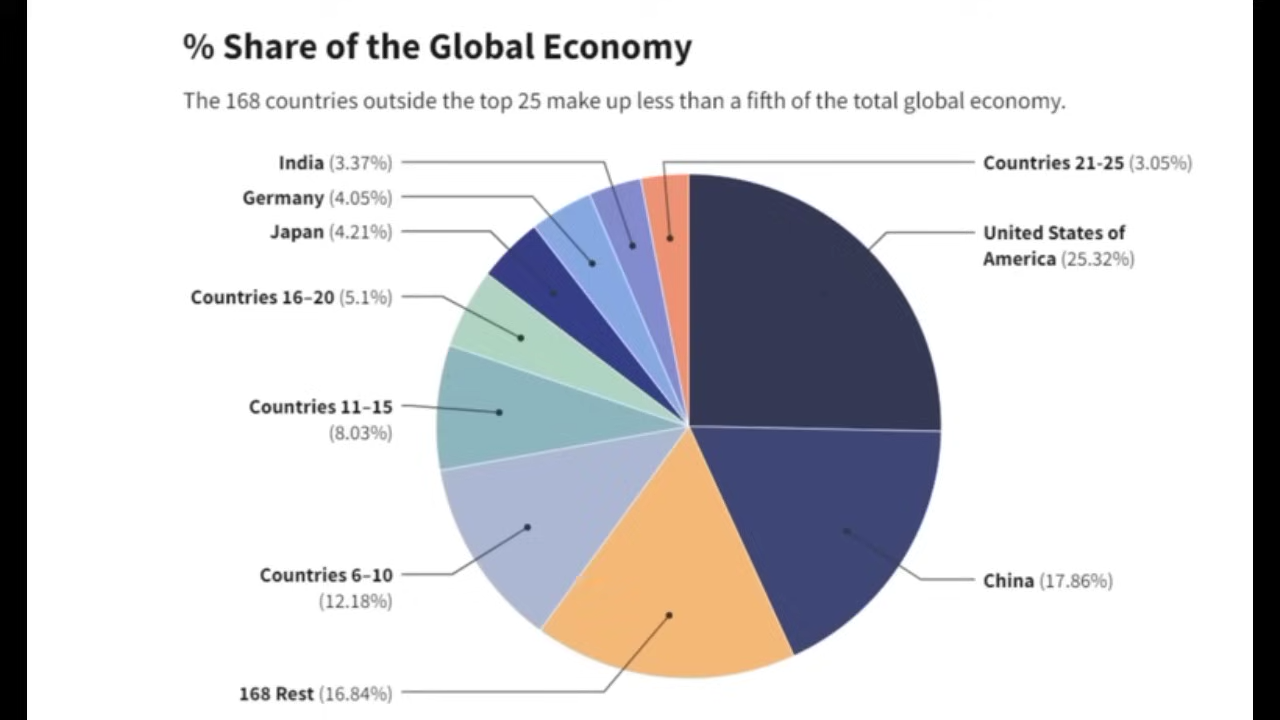 % Share of the Global Economy
The 168 countries outside the top 25 make up less than a fifth of the total global economy.
India (3.37%)
Germany (4.05%)
Japan (4.21%)
Countries 16–20 (5.1%)
Countries 11–15
(8.03%)
Countries 6–10
(12.18%)
168 Rest (16.84%)
Countries 21-25 (3.05%)
United States of
America (25.32%)
China (17.86%)